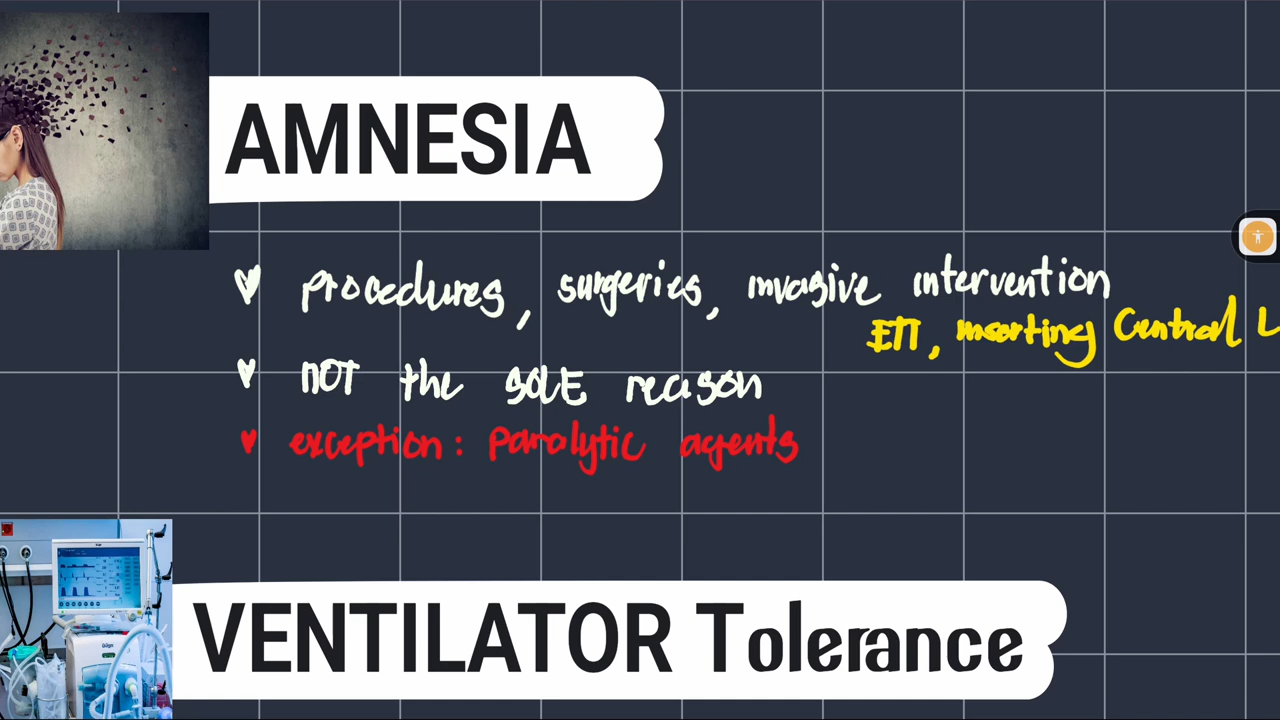 AMNESIA
procedures, surgeries, invasive intervention
ETT, inserting Central L
NOT the SOLE reason
exception: Paralytic agents
VENTILATOR Tolerance